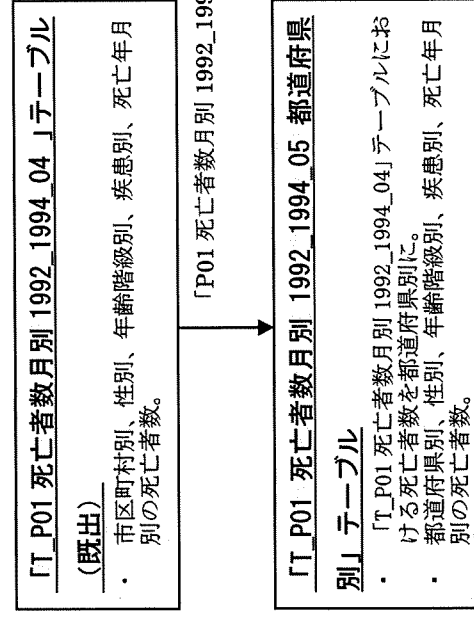 「T_P01 死亡者数月別 1992_1994_04 」テーブル
(既出)
・ 市区町村別、性別、年齢階級別、疾患別、死亡年月
別の死亡者数。
「P01 死亡者数月別 1992_199
「T_P01 死亡者数月別 1992_1994_05 都道府県
別」テーブル
・ 「T_P01 死亡者数月別 1992_1994_04」テーブルにお
ける死亡者数を都道府県別に。
・ 都道府県別、性別、年齢階級別、疾患別、死亡年月
別の死亡者数。